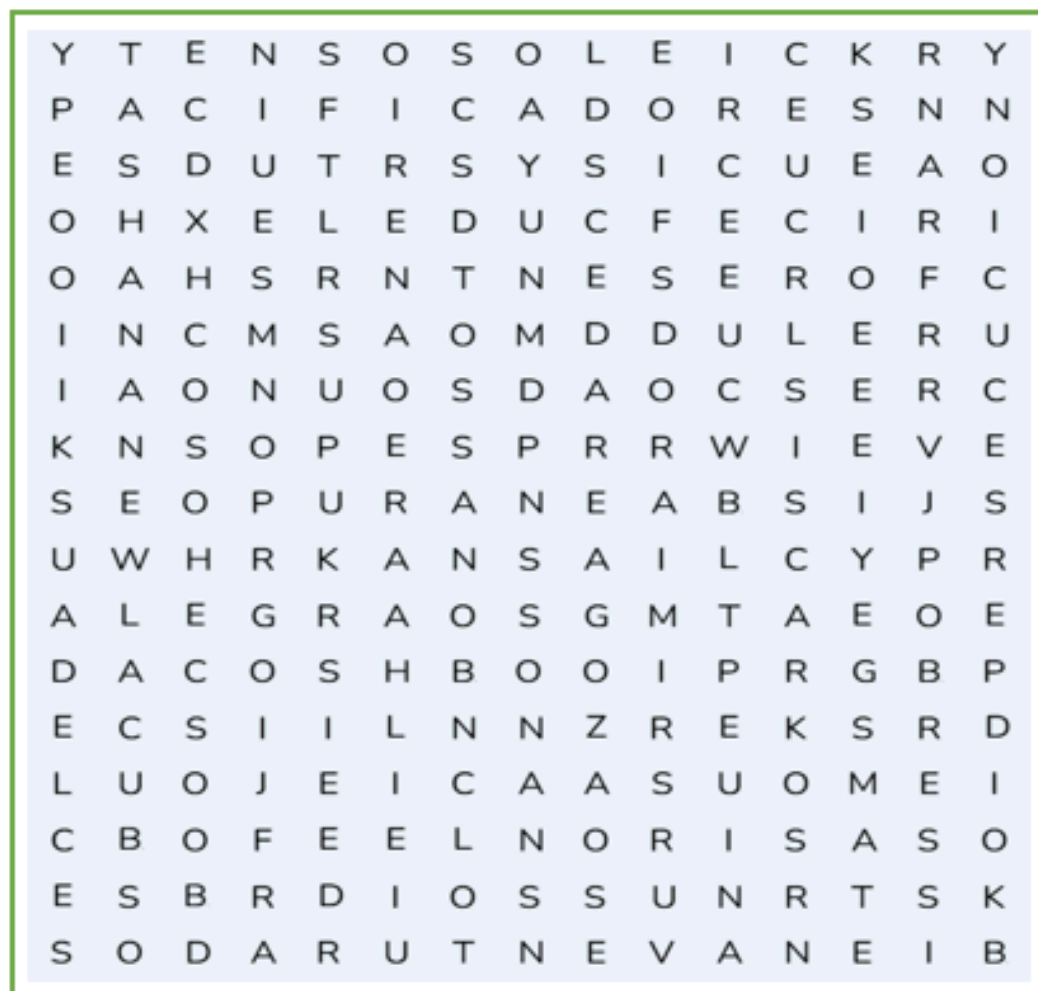 Y T E N S O S O L E I C K R Y
P A C I F I C A D O R E S N N
E S D U T R S Y S I C U E A O
O H X E L E D U C F E C I R I
O A H S R N T N E S E R O F C
I N C M S A O M D D U L E R U
I A O N U O S D A O C S E R C
K N S O P E S P R R W I E V E
S E O P U R A N E A B S I J S
U W H R K A N S A I L C Y P R
A L E G R A O S G M T A E O E
D A C O S H B O O I P R G B P
E C S I I L N N Z R E K S R D
L U O J E I C A A S U O M E I
C B O F E E L N O R I S A S O
E S B R D I O S S U N R T S K
S O D A R U T N E V A N E I B